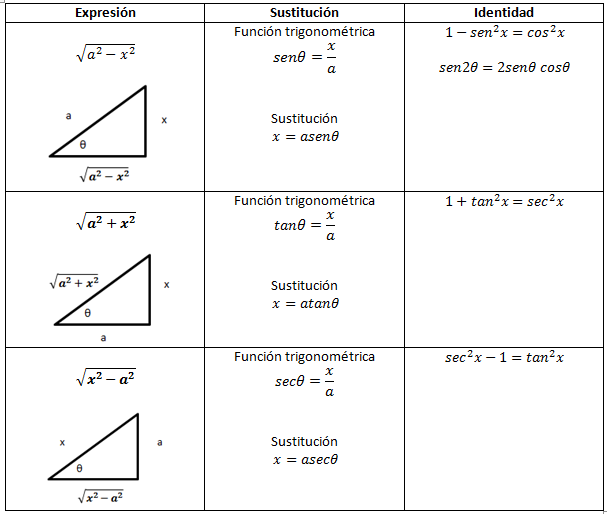 Expresión Sustitución Identidad
√(a² − x²)
a
x
θ
√(a² − x²)
Función trigonométrica
senθ = x/a
Sustitución
x = asenθ
1 − sen²x = cos²x
sen2θ = 2senθ cosθ
√(a² + x²)
√(a² + x²)
x
θ
a
Función trigonométrica
tanθ = x/a
Sustitución
x = atanθ
1 + tan²x = sec²x
√(x² − a²)
x
a
θ
√(x² − a²)
Función trigonométrica
secθ = x/a
Sustitución
x = asecθ
sec²x − 1 = tan²x